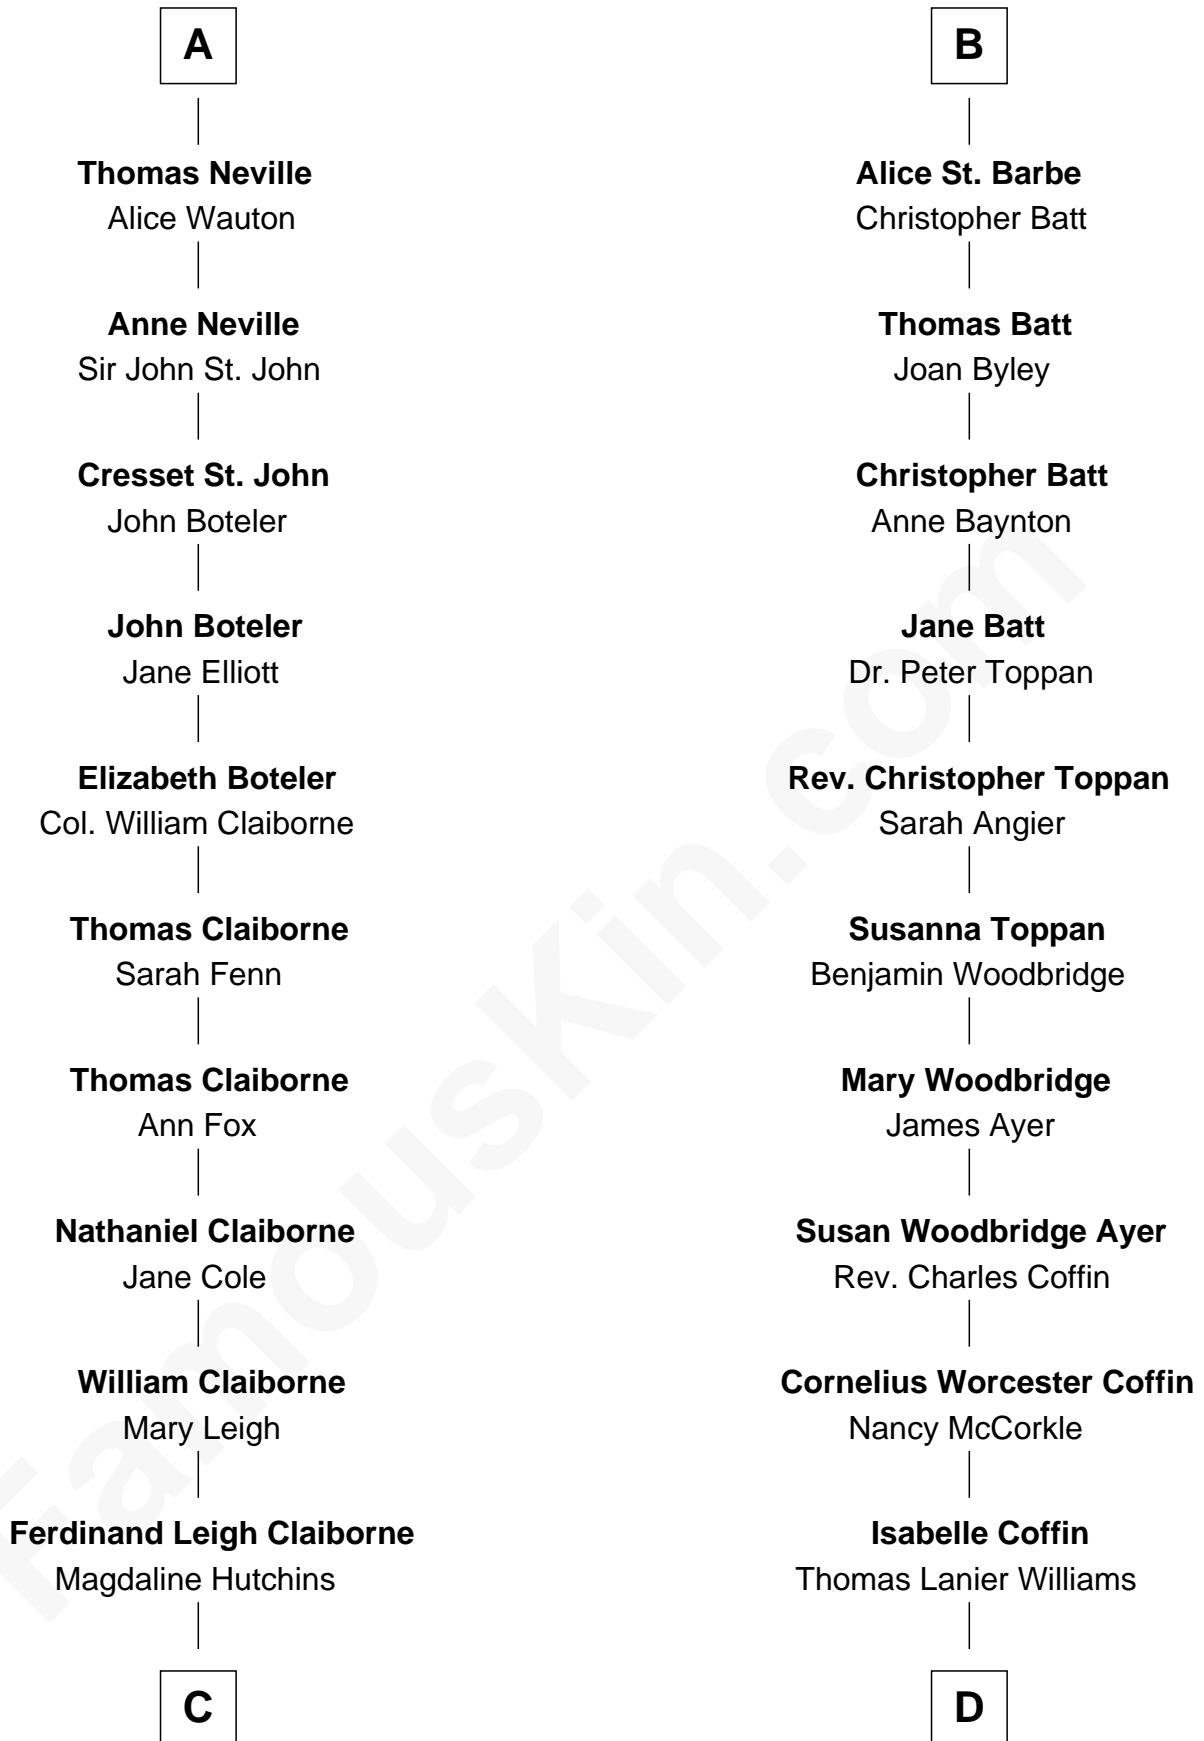 A
Thomas Neville
Alice Wauton
Anne Neville
Sir John St. John
Cresset St. John
John Boteler
John Boteler
Jane Elliott
Elizabeth Boteler
Col. William Claiborne
Thomas Claiborne
Sarah Fenn
Thomas Claiborne
Ann Fox
Nathaniel Claiborne
Jane Cole
William Claiborne
Mary Leigh
Ferdinand Leigh Claiborne
Magdaline Hutchins
C
B
Alice St. Barbe
Christopher Batt
Thomas Batt
Joan Byley
Christopher Batt
Anne Baynton
Jane Batt
Dr. Peter Toppan
Rev. Christopher Toppan
Sarah Angier
Susanna Toppan
Benjamin Woodbridge
Mary Woodbridge
James Ayer
Susan Woodbridge Ayer
Rev. Charles Coffin
Cornelius Worcester Coffin
Nancy McCorkle
Isabelle Coffin
Thomas Lanier Williams
D
FamousKin.com